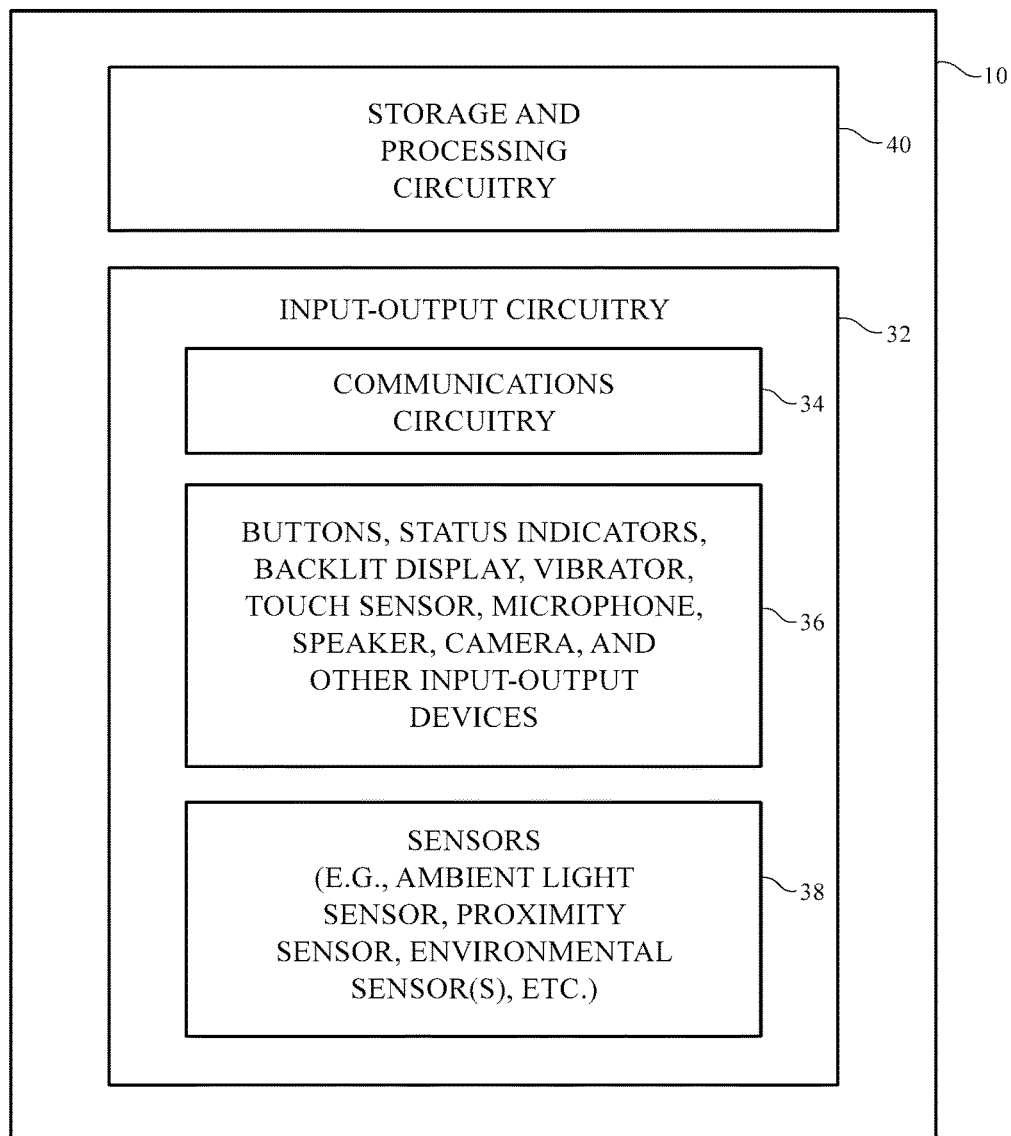 10
STORAGE AND
PROCESSING
CIRCUITRY
40
INPUT-OUTPUT CIRCUITRY
32
COMMUNICATIONS
CIRCUITRY
34
BUTTONS, STATUS INDICATORS,
BACKLIT DISPLAY, VIBRATOR,
TOUCH SENSOR, MICROPHONE,
SPEAKER, CAMERA, AND
OTHER INPUT-OUTPUT
DEVICES
36
SENSORS
(E.G., AMBIENT LIGHT
SENSOR, PROXIMITY
SENSOR, ENVIRONMENTAL
SENSOR(S), ETC.)
38